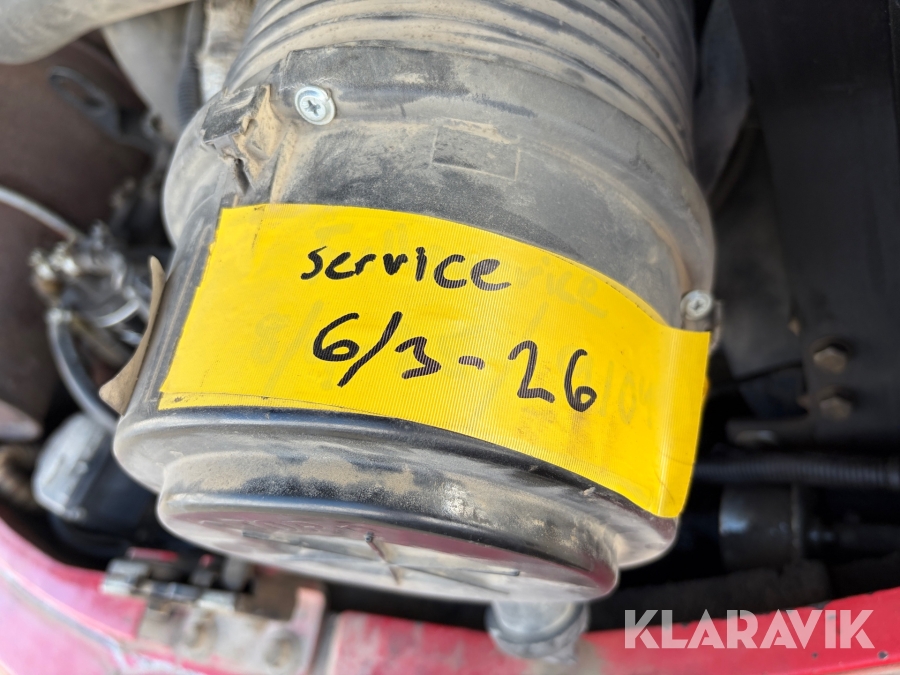 service
6/3-26
KLARAVIK